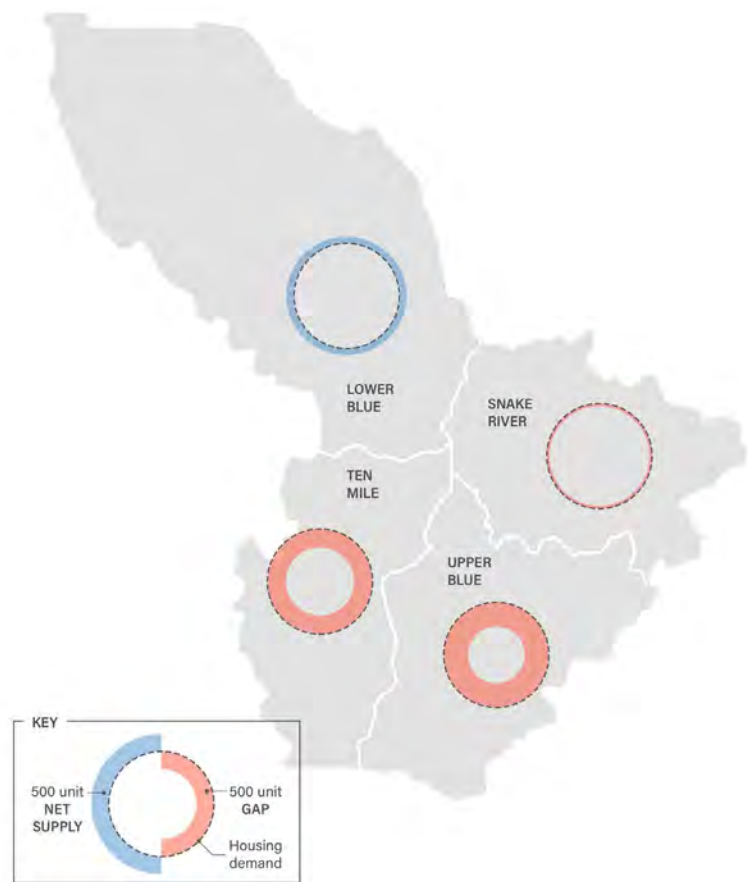 LOWER
BLUE
SNAKE
RIVER
TEN
MILE
UPPER
BLUE
KEY
500 unit
NET
SUPPLY
500 unit
GAP
Housing
demand